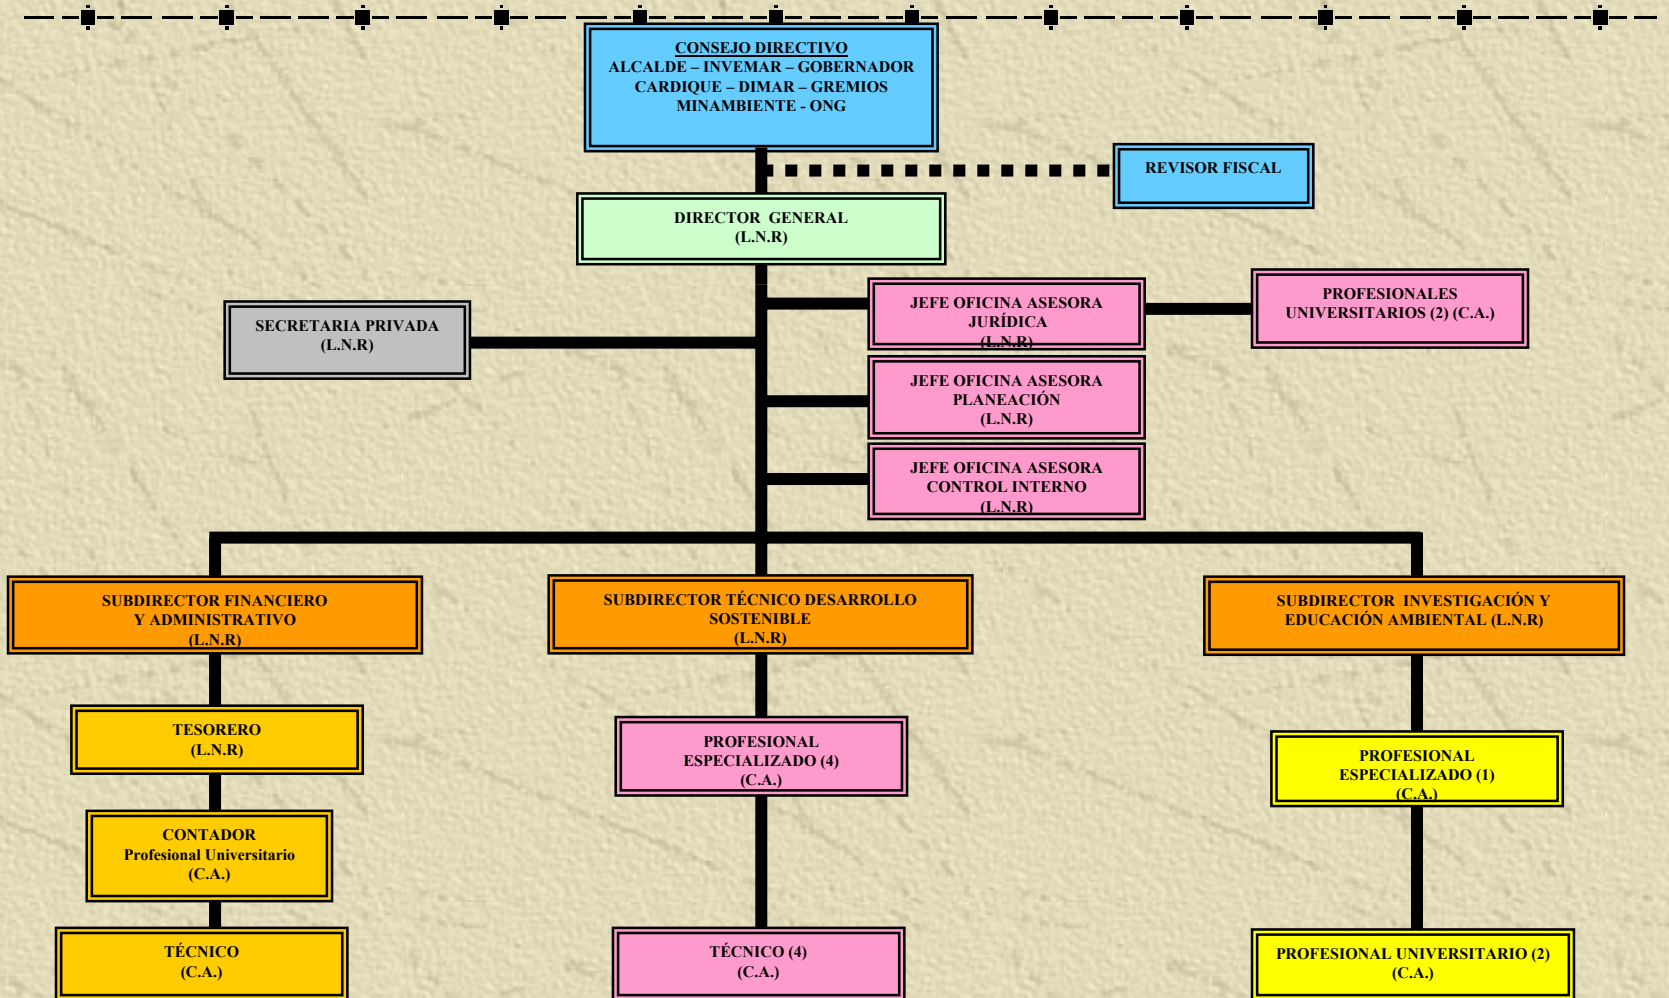 CONSEJO DIRECTIVO
ALCALDE – INVEMAR – GOBERNADOR
CARDIQUE – DIMAR – GREMIOS
MINAMBIENTE - ONG
REVISOR FISCAL
DIRECTOR GENERAL
(L.N.R)
JEFE OFICINA ASESORA
JURÍDICA
(L.N.R)
PROFESIONALES
UNIVERSITARIOS (2) (C.A.)
SECRETARIA PRIVADA
(L.N.R)
JEFE OFICINA ASESORA
PLANEACIÓN
(L.N.R)
JEFE OFICINA ASESORA
CONTROL INTERNO
(L.N.R)
SUBDIRECTOR FINANCIERO
Y ADMINISTRATIVO
(L.N.R)
SUBDIRECTOR TÉCNICO DESARROLLO
SOSTENIBLE
(L.N.R)
SUBDIRECTOR INVESTIGACIÓN Y
EDUCACIÓN AMBIENTAL (L.N.R)
TESORERO
(L.N.R)
PROFESIONAL
ESPECIALIZADO (4)
(C.A.)
PROFESIONAL
ESPECIALIZADO (1)
(C.A.)
CONTADOR
Profesional Universitario
(C.A.)
TÉCNICO
(C.A.)
TÉCNICO (4)
(C.A.)
PROFESIONAL UNIVERSITARIO (2)
(C.A.)